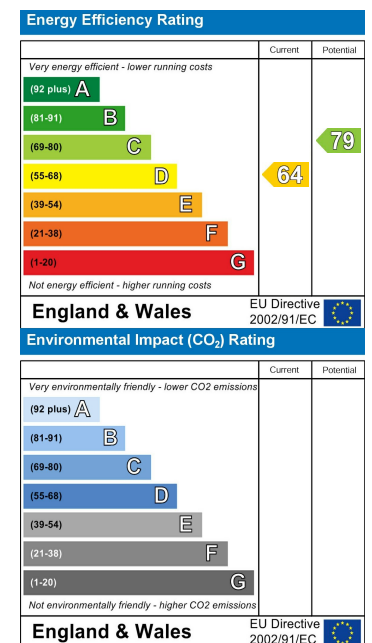 Energy Efficiency Rating
Current Potential
Very energy efficient - lower running costs
(92 plus) A
(81-91) B
(69-80) C
79
(55-68) D
64
(39-54) E
(21-38) F
(1-20) G
Not energy efficient - higher running costs
England & Wales
EU Directive
2002/91/EC
Environmental Impact (CO₂) Rating
Current Potential
Very environmentally friendly - lower CO2 emissions
(92 plus) A
(81-91) B
(69-80) C
(55-68) D
(39-54) E
(21-38) F
(1-20) G
Not environmentally friendly - higher CO2 emissions
England & Wales
EU Directive
2002/91/EC